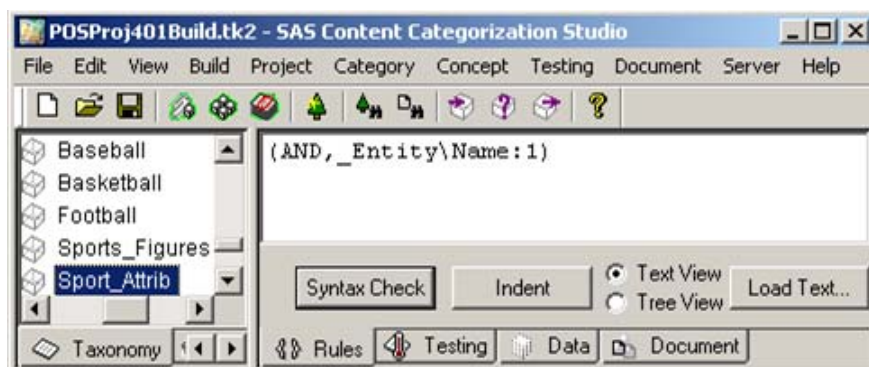 POSProj401Build.tk2 - SAS Content Categorization Studio
File Edit View Build Project Category Concept Testing Document Server Help
Baseball
Basketball
Football
Sports_Figures
Sport_Attrib
(AND,_Entity\Name:1)
Syntax Check
Indent
Text View
Tree View
Load Text...
Taxonomy
Rules
Testing
Data
Document